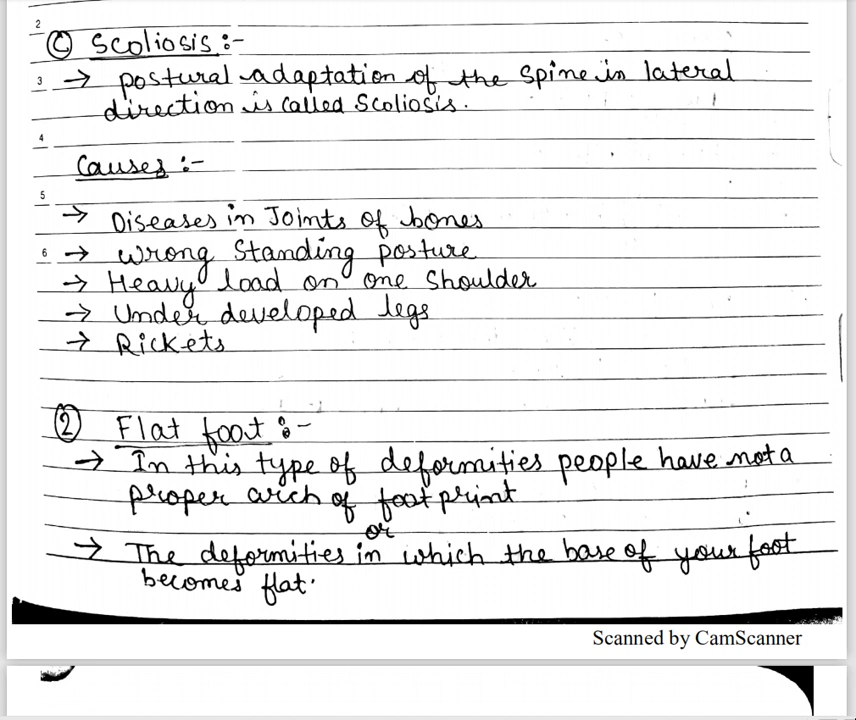 2
Ⓒ Scoliosis :-
3 → postural adaptation of the Spine in lateral
direction is called Scoliosis.
4
Causes :-
5
→ Diseases in Joints of bones
6 → wrong Standing posture
→ Heavy load on one Shoulder
→ Under developed legs
→ Rickets
② Flat foot :-
→ In this type of deformities people have not a
proper arch of foot print
or
→ The deformities in which the base of your foot
becomes flat.
Scanned by CamScanner